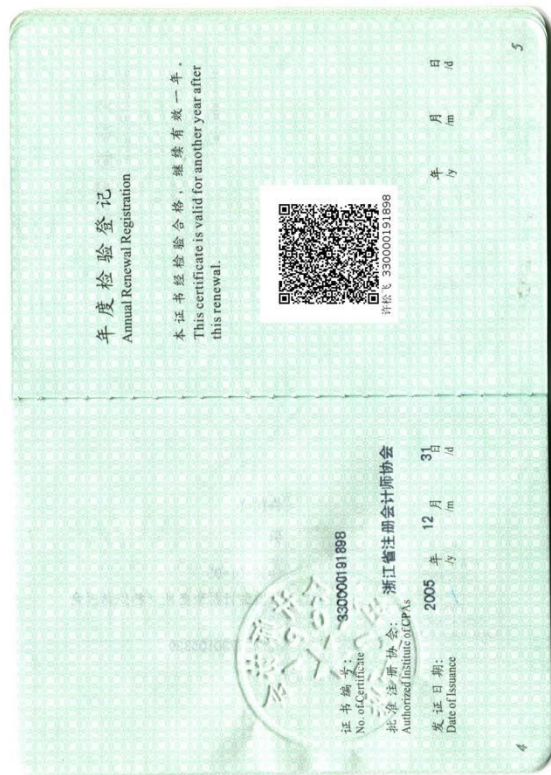 年度检验登记
Annual Renewal Registration
本证书经检验合格，继续有效一年。
This certificate is valid for another year after
this renewal.
许松飞 330000191898
年 月 日
/y /m /d
5
证书编号: 330000191898
No. of Certificate
批准注册协会: 浙江省注册会计师协会
Authorized Institute of CPAs
发证日期: 2005 年 12 月 31 日
Date of Issuance /y /m /d
4